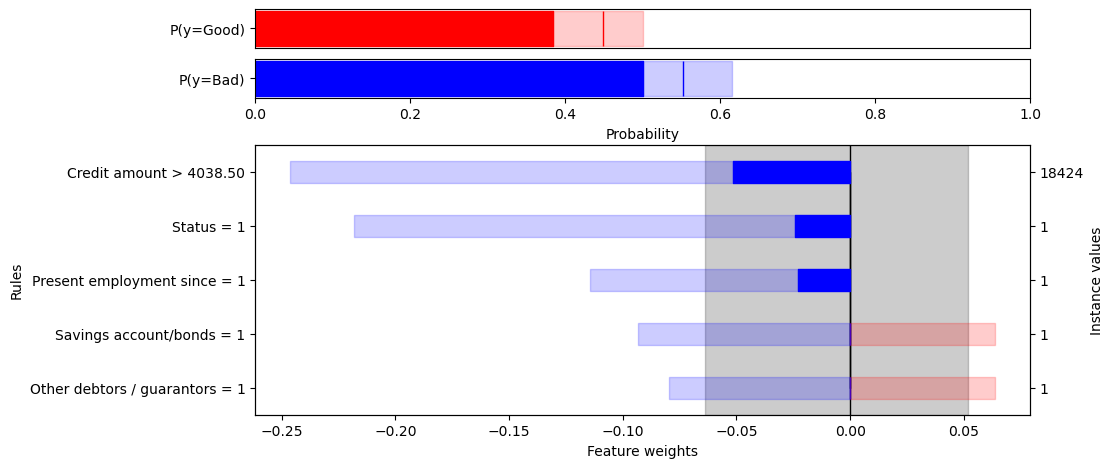 P(y=Good)
P(y=Bad)
0.0 0.2 0.4 0.6 0.8 1.0
Probability
Credit amount > 4038.50 18424
Status = 1 1
Present employment since = 1 1
Savings account/bonds = 1 1
Other debtors / guarantors = 1 1
Rules
Instance values
−0.25 −0.20 −0.15 −0.10 −0.05 0.00 0.05
Feature weights